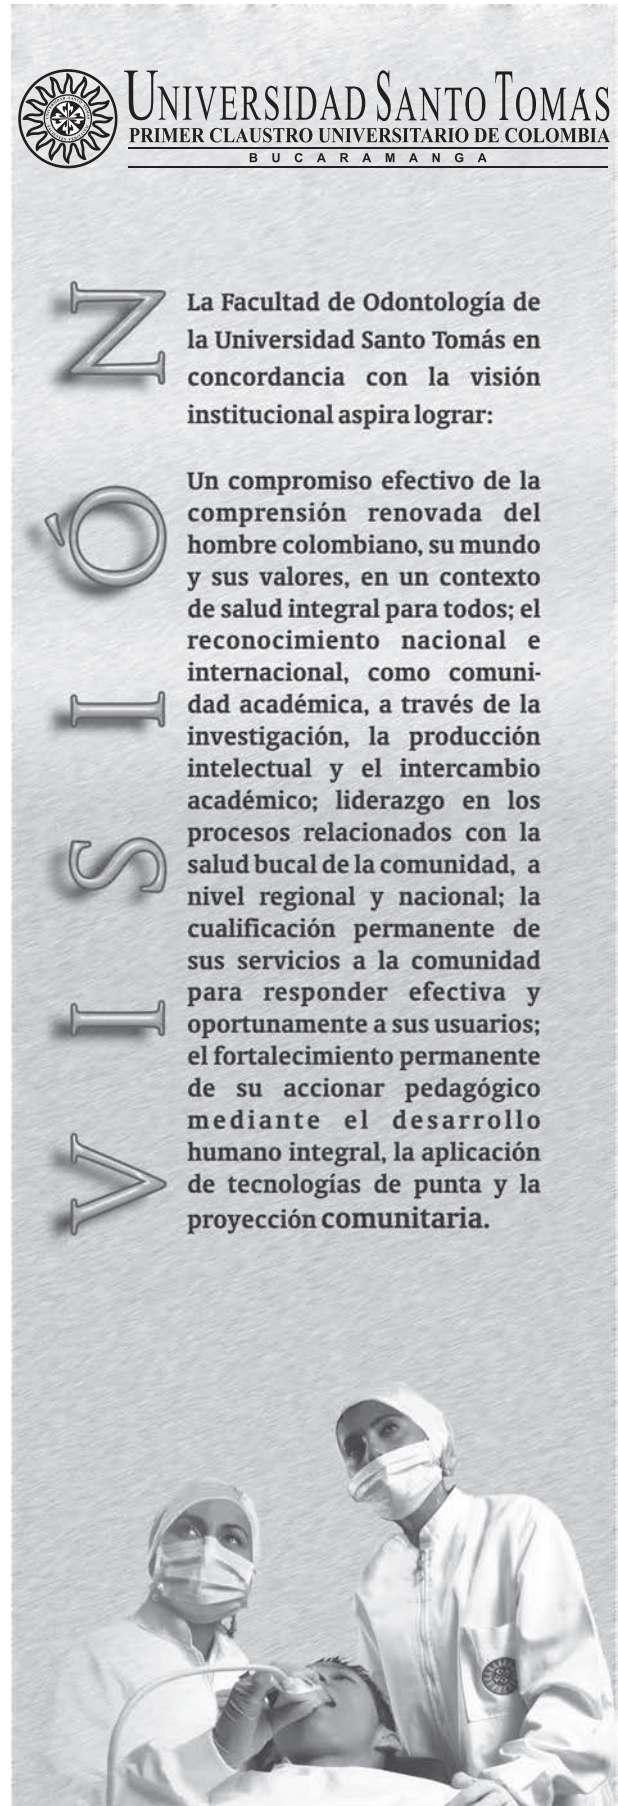 UNIVERSIDAD SANTO TOMÁS
PRIMER CLAUSTRO UNIVERSITARIO DE COLOMBIA
BUCARAMANGA
VISIÓN
La Facultad de Odontología de
la Universidad Santo Tomás en
concordancia con la visión
institucional aspira lograr:
Un compromiso efectivo de la
comprensión renovada del
hombre colombiano, su mundo
y sus valores, en un contexto
de salud integral para todos; el
reconocimiento nacional e
internacional, como comuni-
dad académica, a través de la
investigación, la producción
intelectual y el intercambio
académico; liderazgo en los
procesos relacionados con la
salud bucal de la comunidad, a
nivel regional y nacional; la
cualificación permanente de
sus servicios a la comunidad
para responder efectiva y
oportunamente a sus usuarios;
el fortalecimiento permanente
de su accionar pedagógico
mediante el desarrollo
humano integral, la aplicación
de tecnologías de punta y la
proyección comunitaria.